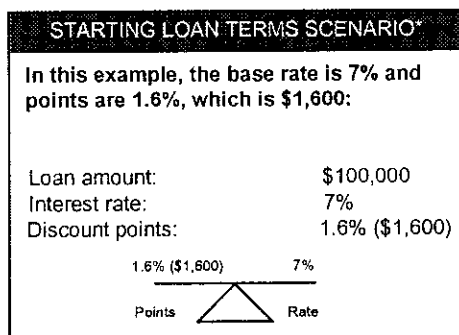 STARTING LOAN TERMS SCENARIO*
In this example, the base rate is 7% and
points are 1.6%, which is $1,600:
Loan amount: $100,000
Interest rate: 7%
Discount points: 1.6% ($1,600)
1.6% ($1,600) 7%
Points Rate